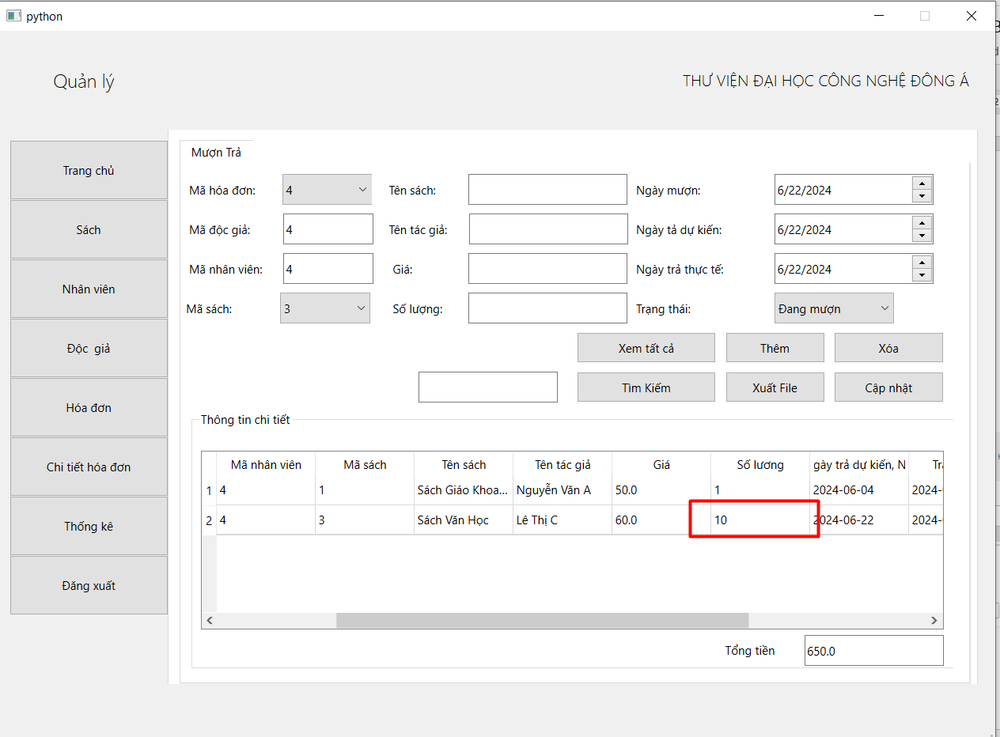 python
Quản lý
THƯ VIỆN ĐẠI HỌC CÔNG NGHỆ ĐÔNG Á
Trang chủ
Sách
Nhân viên
Độc giả
Hóa đơn
Chi tiết hóa đơn
Thống kê
Đăng xuất
Mượn Trả
Mã hóa đơn: 4 Tên sách: Ngày mượn: 6/22/2024
Mã độc giả: 4 Tên tác giả: Ngày tả dự kiến: 6/22/2024
Mã nhân viên: 4 Giá: Ngày trả thực tế: 6/22/2024
Mã sách: 3 Số lượng: Trạng thái: Đang mượn
Xem tất cả Thêm Xóa
Tìm Kiếm Xuất File Cập nhật
Thông tin chi tiết
Mã nhân viên Mã sách Tên sách Tên tác giả Giá Số lương gày trả dự kiến, N Tra
1 4 1 Sách Giáo Khoa... Nguyễn Văn A 50.0 1 2024-06-04 2024-
2 4 3 Sách Văn Học Lê Thị C 60.0 10 2024-06-22 2024-
Tổng tiền 650.0